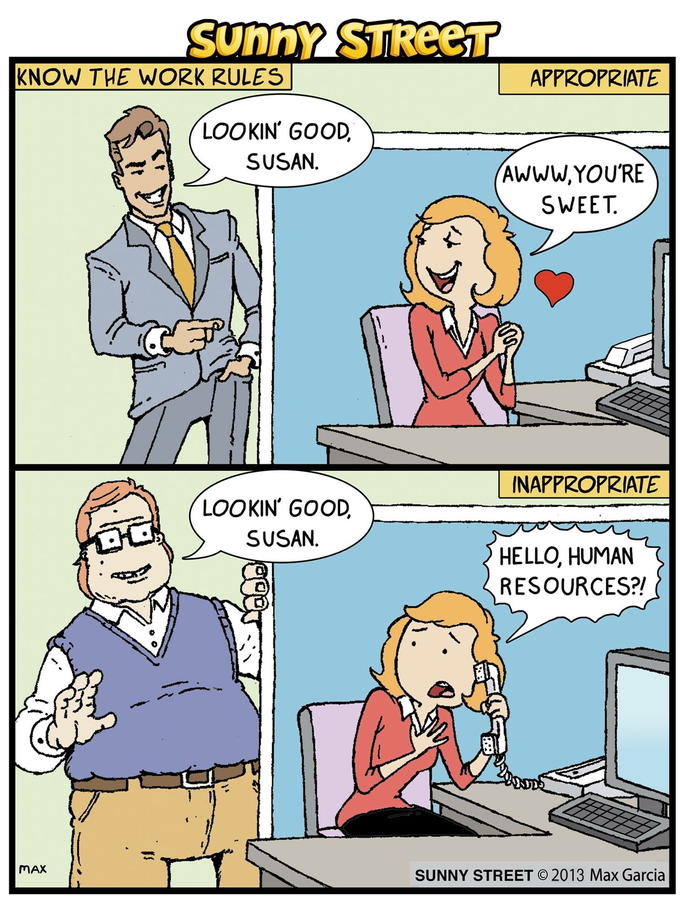 SUNNY STREET
KNOW THE WORK RULES
APPROPRIATE
LOOKIN' GOOD,
SUSAN.
AWWW, YOU'RE
SWEET.
INAPPROPRIATE
LOOKIN' GOOD,
SUSAN.
HELLO, HUMAN
RESOURCES?!
MAX
SUNNY STREET © 2013 Max Garcia